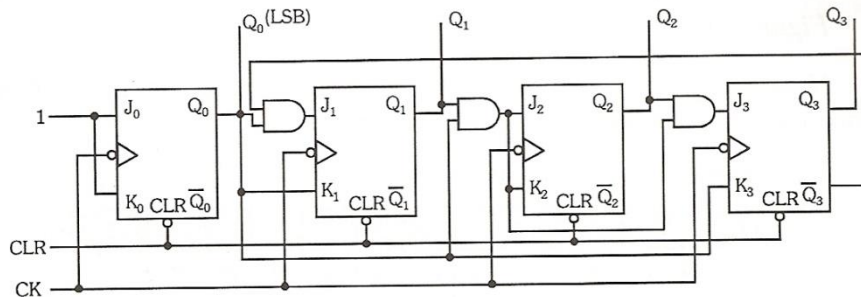 Q₀(LSB) Q₁ Q₂ Q₃
1 J₀ Q₀ J₁ Q₁ J₂ Q₂ J₃ Q₃
K₀ CLR Q̅₀ K₁ CLR Q̅₁ K₂ CLR Q̅₂ K₃ CLR Q̅₃
CLR
CK